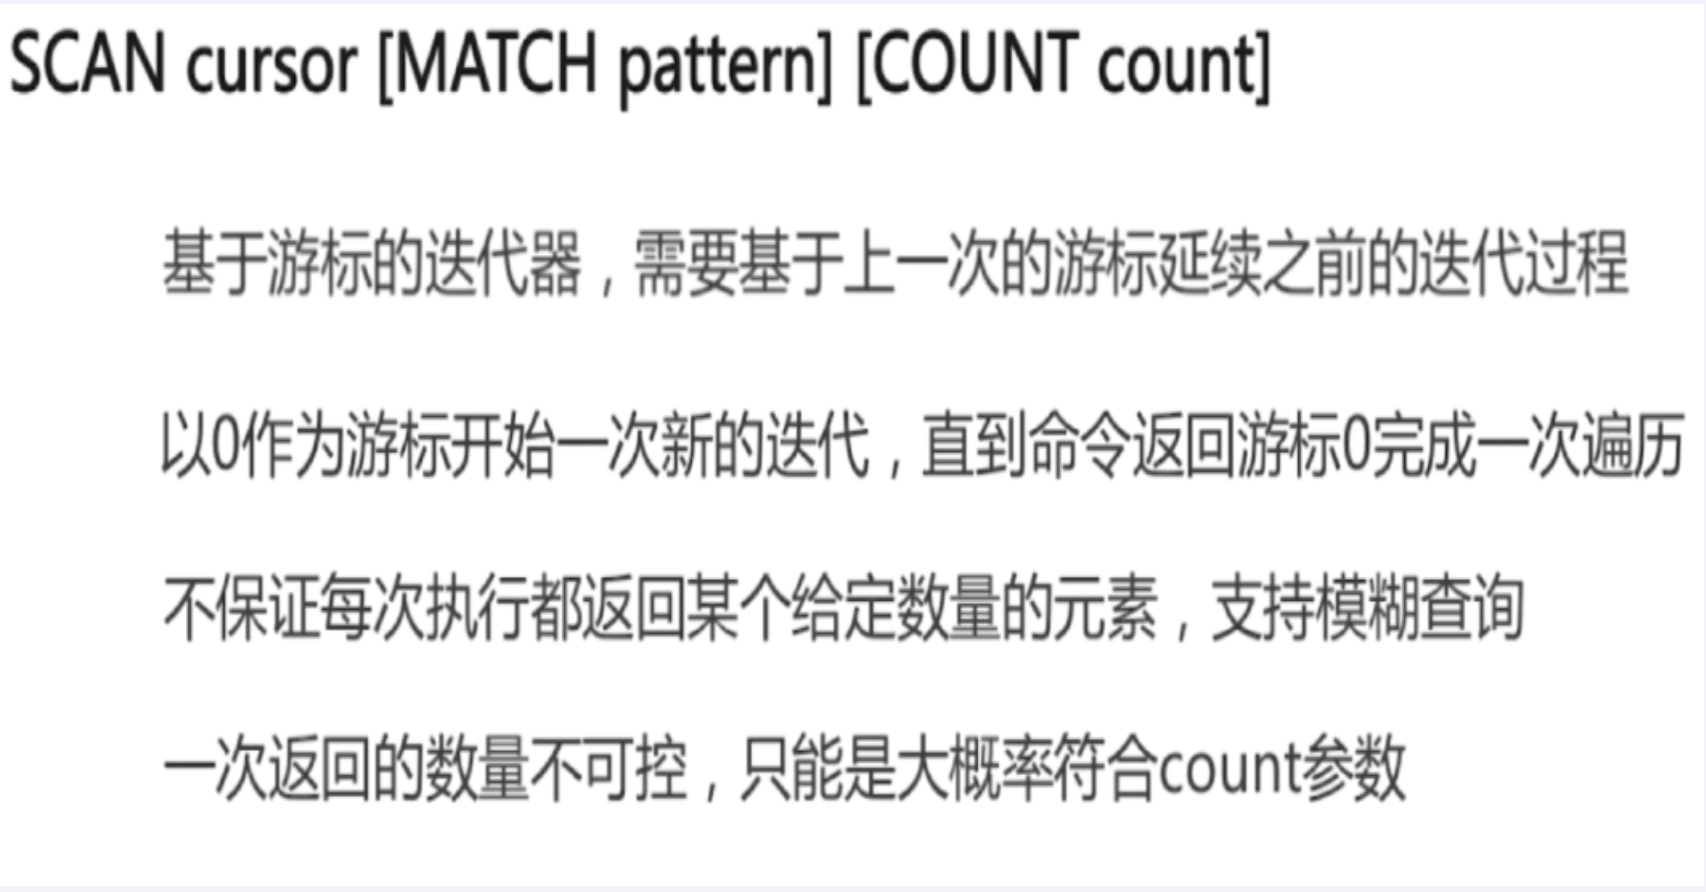 SCAN cursor [MATCH pattern] [COUNT count]
基于游标的迭代器，需要基于上一次的游标延续之前的迭代过程
以0作为游标开始一次新的迭代，直到命令返回游标0完成一次遍历
不保证每次执行都返回某个给定数量的元素，支持模糊查询
一次返回的数量不可控，只能是大概率符合count参数